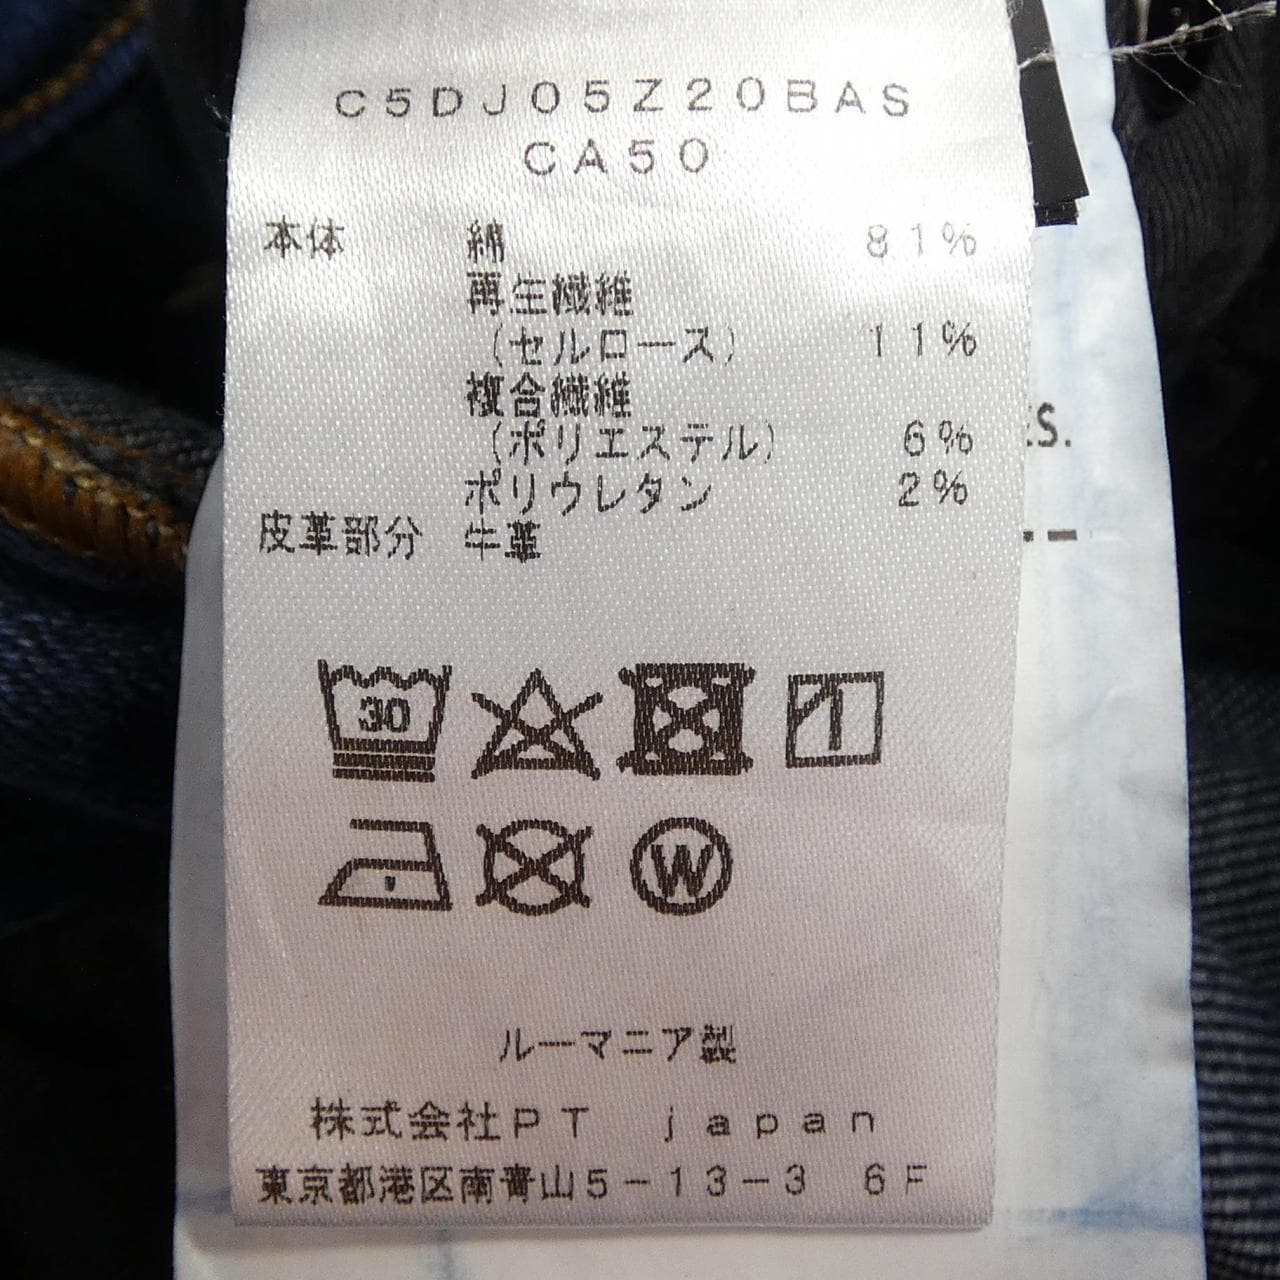 C5DJ05Z20BAS
CA50
本体 綿 81%
再生繊維
(セルロース) 11%
複合繊維
(ポリエステル) 6%
ポリウレタン 2%
皮革部分 牛革
30
W
ルーマニア製
株式会社PT japan
東京都港区南青山5-13-3 6F